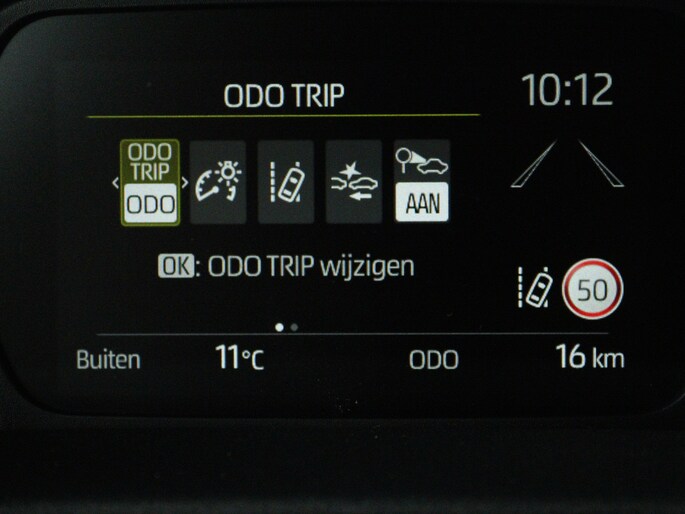 ODO TRIP
10:12
ODO
TRIP
ODO
AAN
OK: ODO TRIP wijzigen
50
Buiten 11°C ODO 16 km